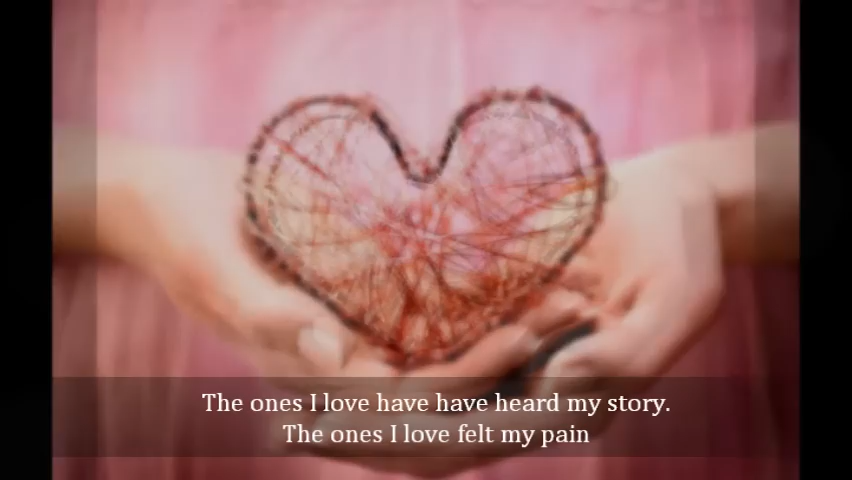 The ones I love have have heard my story.
The ones I love felt my pain